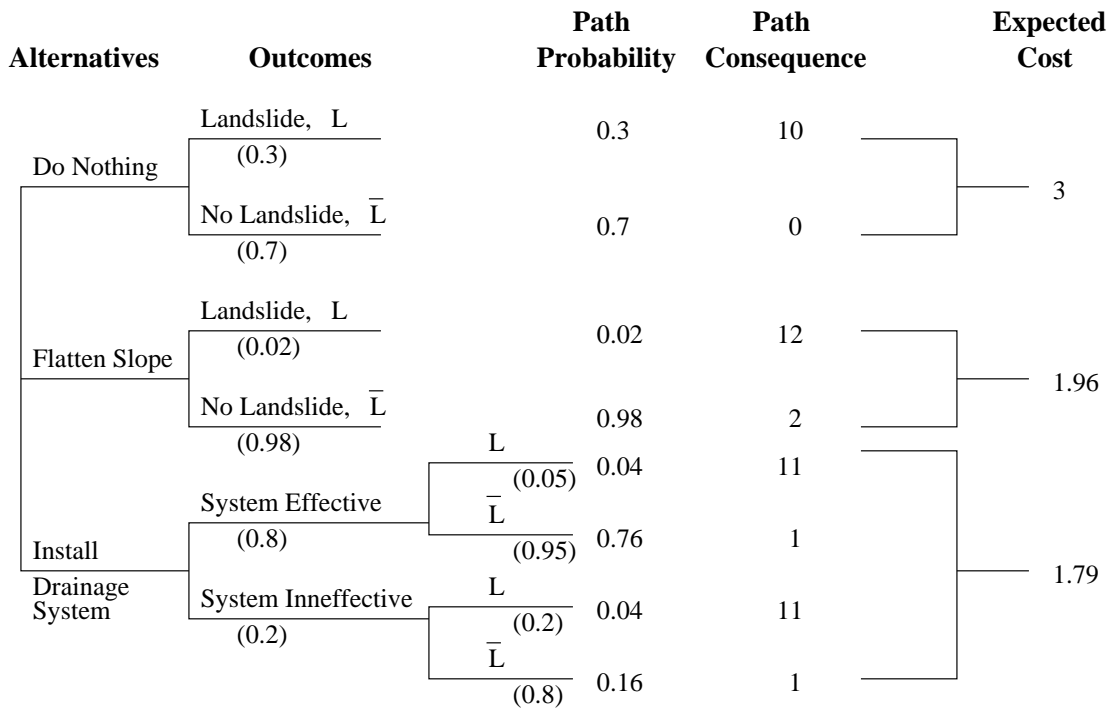 Path Path Expected
Alternatives Outcomes Probability Consequence Cost
Landslide, L
(0.3)
0.3 10
Do Nothing
3
No Landslide, L̅
(0.7)
0.7 0
Landslide, L
(0.02)
0.02 12
Flatten Slope
1.96
No Landslide, L̅
(0.98)
0.98 2
L
(0.05) 0.04 11
System Effective
(0.8)
L̅
(0.95) 0.76 1
Install
Drainage
System
1.79
System Inneffective
(0.2)
L
(0.2) 0.04 11
L̅
(0.8) 0.16 1